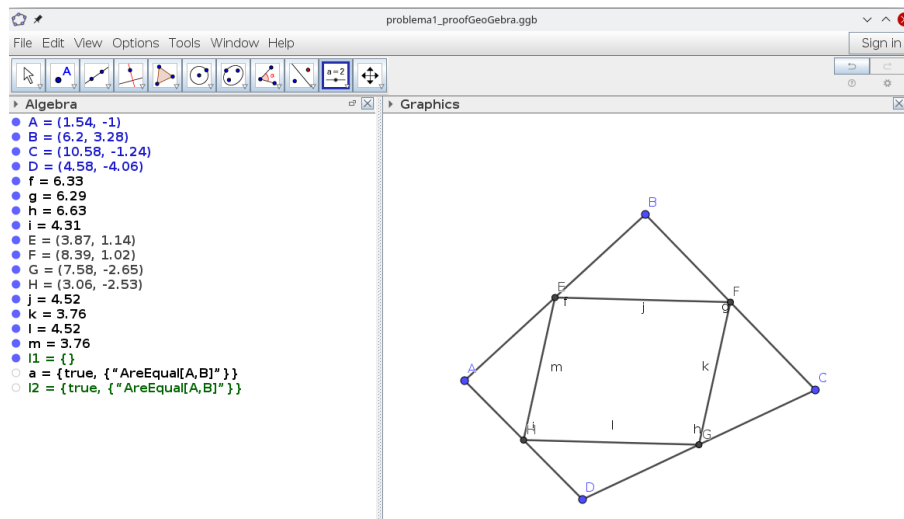 problema1_proofGeoGebra.ggb
File Edit View Options Tools Window Help
Sign in
A
a=2
Algebra
Graphics
A = (1.54, -1)
B = (6.2, 3.28)
C = (10.58, -1.24)
D = (4.58, -4.06)
f = 6.33
g = 6.29
h = 6.63
i = 4.31
E = (3.87, 1.14)
F = (8.39, 1.02)
G = (7.58, -2.65)
H = (3.06, -2.53)
j = 4.52
k = 3.76
l = 4.52
m = 3.76
l1 = {}
a = {true, {"AreEqual[A,B]"}}
l2 = {true, {"AreEqual[A,B]"}}
B
E
f
j
F
g
m
k
A
C
l
H
i
h
G
D